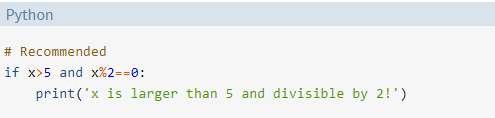 Python
# Recommended
if x>5 and x%2==0:
    print('x is larger than 5 and divisible by 2!')